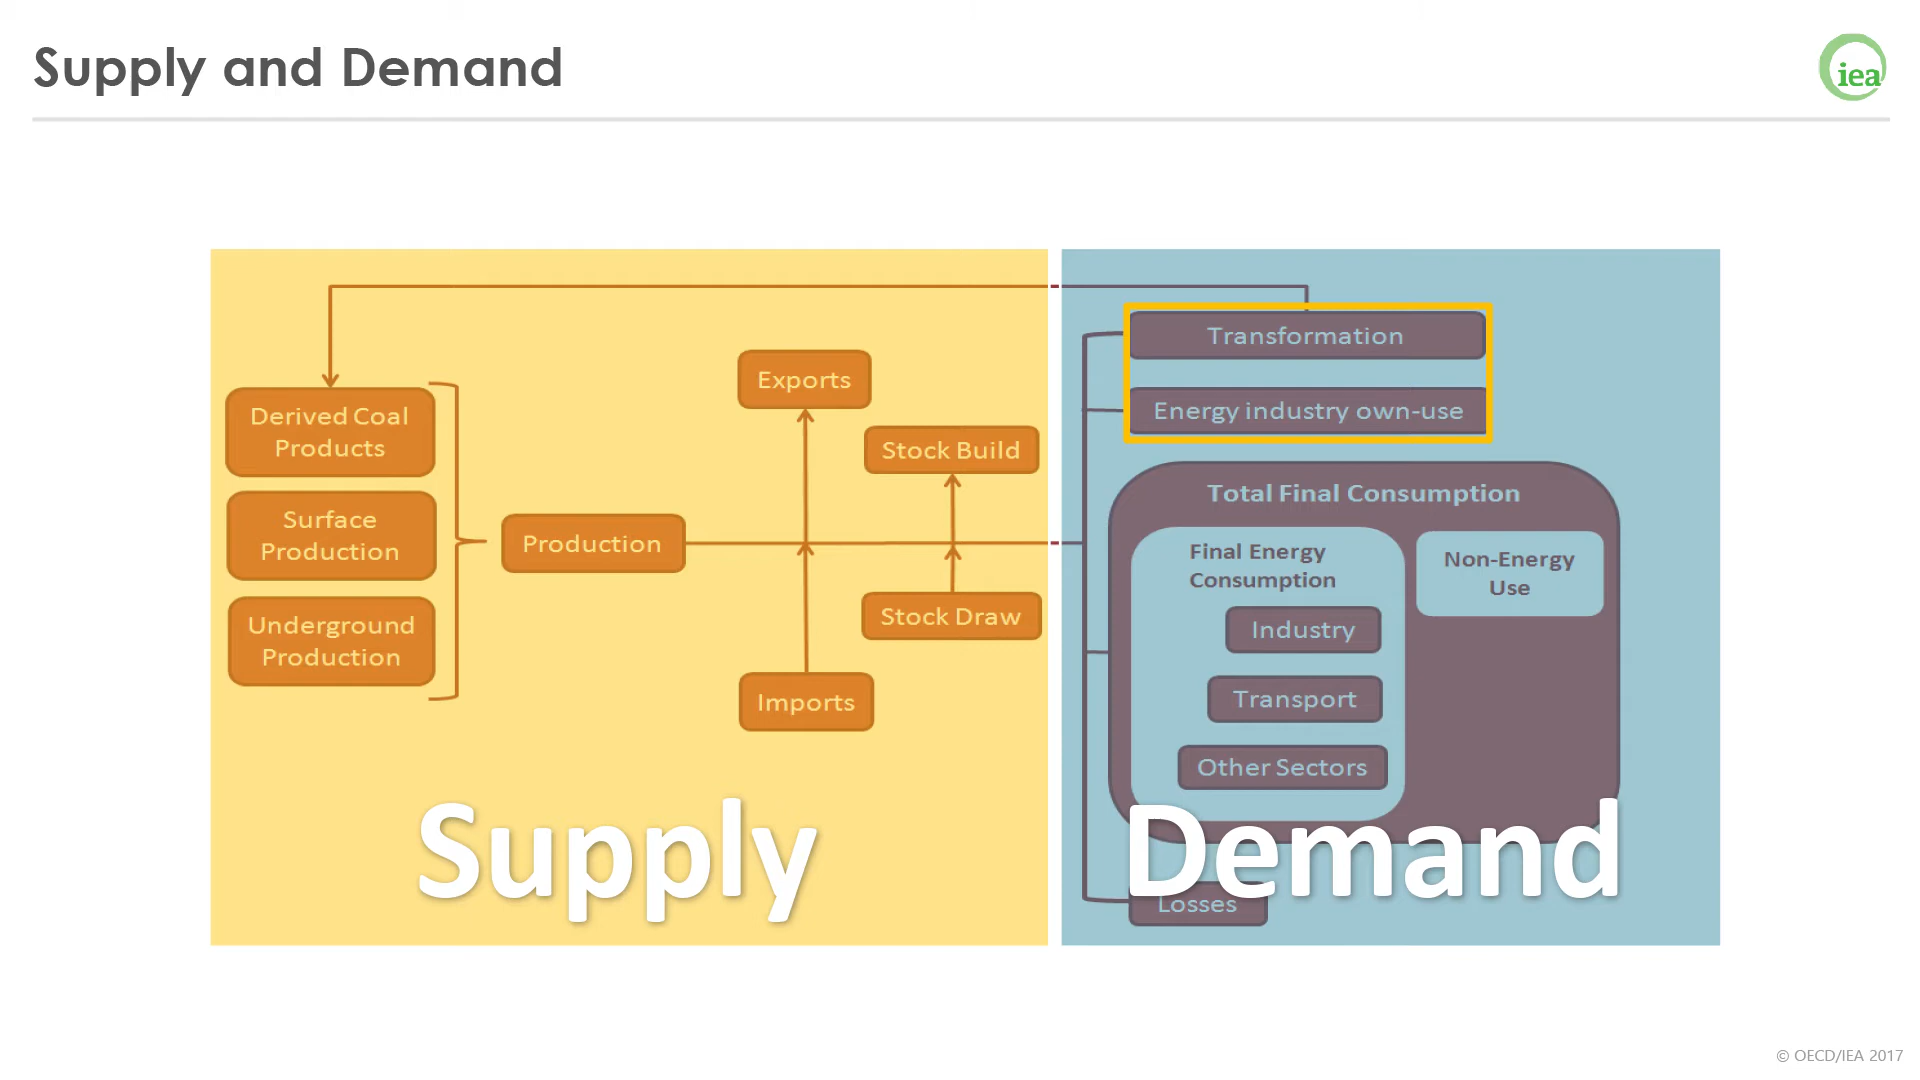 Supply and Demand
iea
Derived Coal
Products
Surface
Production
Underground
Production
Production
Exports
Stock Build
Stock Draw
Imports
Supply
Transformation
Energy industry own-use
Total Final Consumption
Final Energy
Consumption
Non-Energy
Use
Industry
Transport
Other Sectors
Demand
Losses
© OECD/IEA 2017